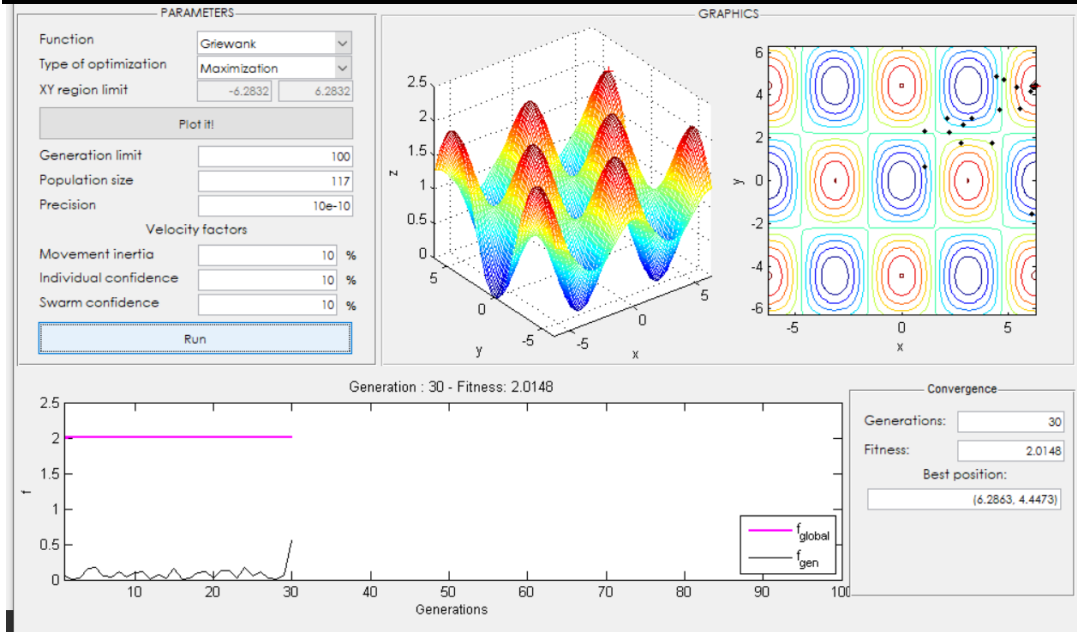 PARAMETERS
Function Griewank
Type of optimization Maximization
XY region limit -6.2832 6.2832
Plot it!
Generation limit 100
Population size 117
Precision 10e-10
Velocity factors
Movement inertia 10 %
Individual confidence 10 %
Swarm confidence 10 %
Run
GRAPHICS
2.5
2
1.5
1
0.5
0
z
5
0
-5
y
-5
0
5
x
6
4
2
0
-2
-4
-6
y
-5
0
5
x
Generation : 30 - Fitness: 2.0148
2.5
2
1.5
1
0.5
0
f
10 20 30 40 50 60 70 80 90 100
Generations
f_global
f_gen
Convergence
Generations: 30
Fitness: 2.0148
Best position:
(6.2863, 4.4473)